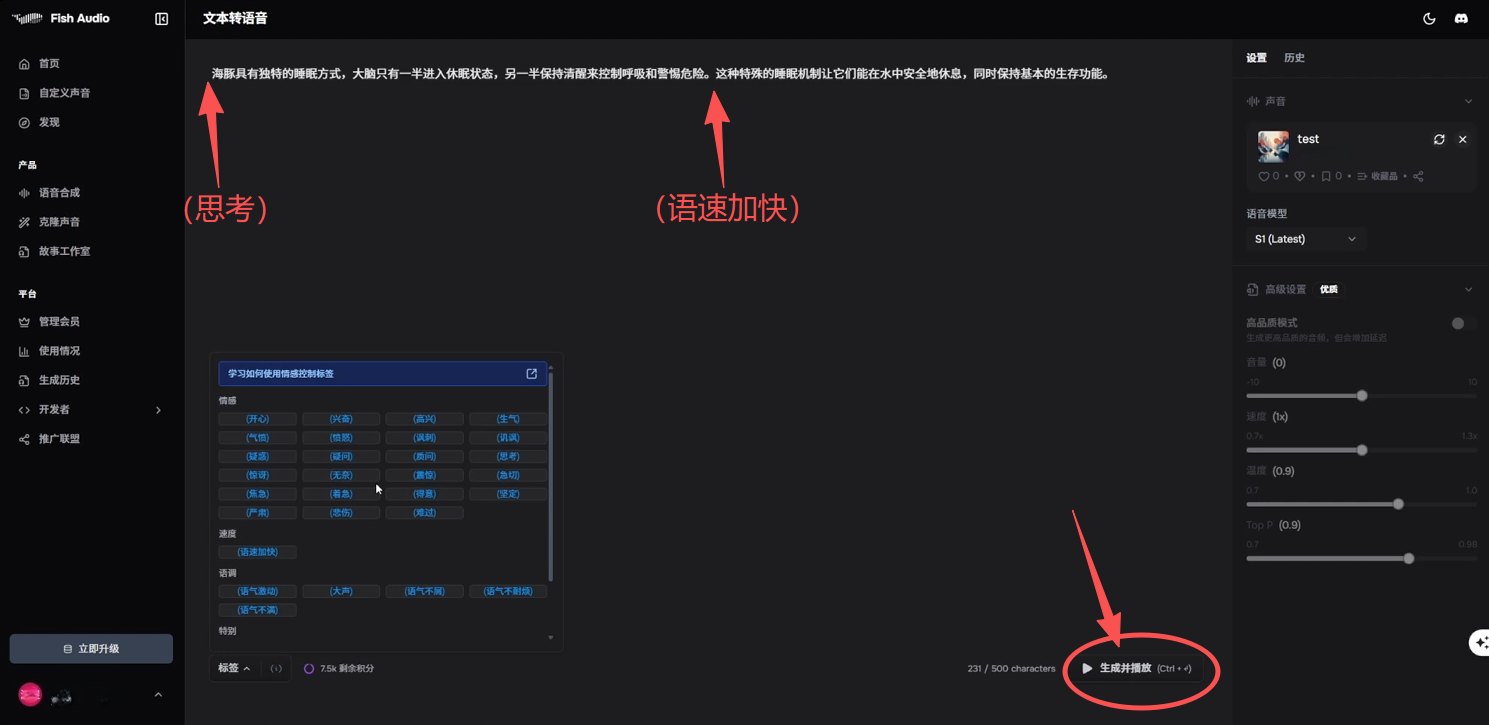 Fish Audio
首页
自定义声音
发现
产品
语音合成
克隆声音
故事工作室
平台
管理会员
使用情况
生成历史
开发者
推广联盟
立即升级
文本转语音
海豚具有独特的睡眠方式，大脑只有一半进入休眠状态，另一半保持清醒来控制呼吸和警惕危险。这种特殊的睡眠机制让它们能在水中安全地休息，同时保持基本的生存功能。
(思考)
(语速加快)
学习如何使用情感控制标签
情感
(开心) (兴奋) (高兴) (生气)
(气愤) (愤怒) (讽刺) (讥讽)
(疑惑) (疑问) (质问) (思考)
(惊讶) (无奈) (震惊) (急切)
(焦急) (着急) (得意) (坚定)
(严肃) (悲伤) (难过)
速度
(语速加快)
语调
(语气激动) (大声) (语气不屑) (语气不耐烦)
(语气不满)
特别
标签
7.5k 剩余积分
231 / 500 characters
生成并播放 (Ctrl + ↵)
设置 历史
声音
test
0 • • 0 • 收藏品 •
语音模型
S1 (Latest)
高级设置 优质
高品质模式
生成更高品质的音频，但会增加延迟
音量 (0)
-10 10
速度 (1x)
0.7x 1.3x
温度 (0.9)
0.7 1.0
Top P (0.9)
0.7 0.96